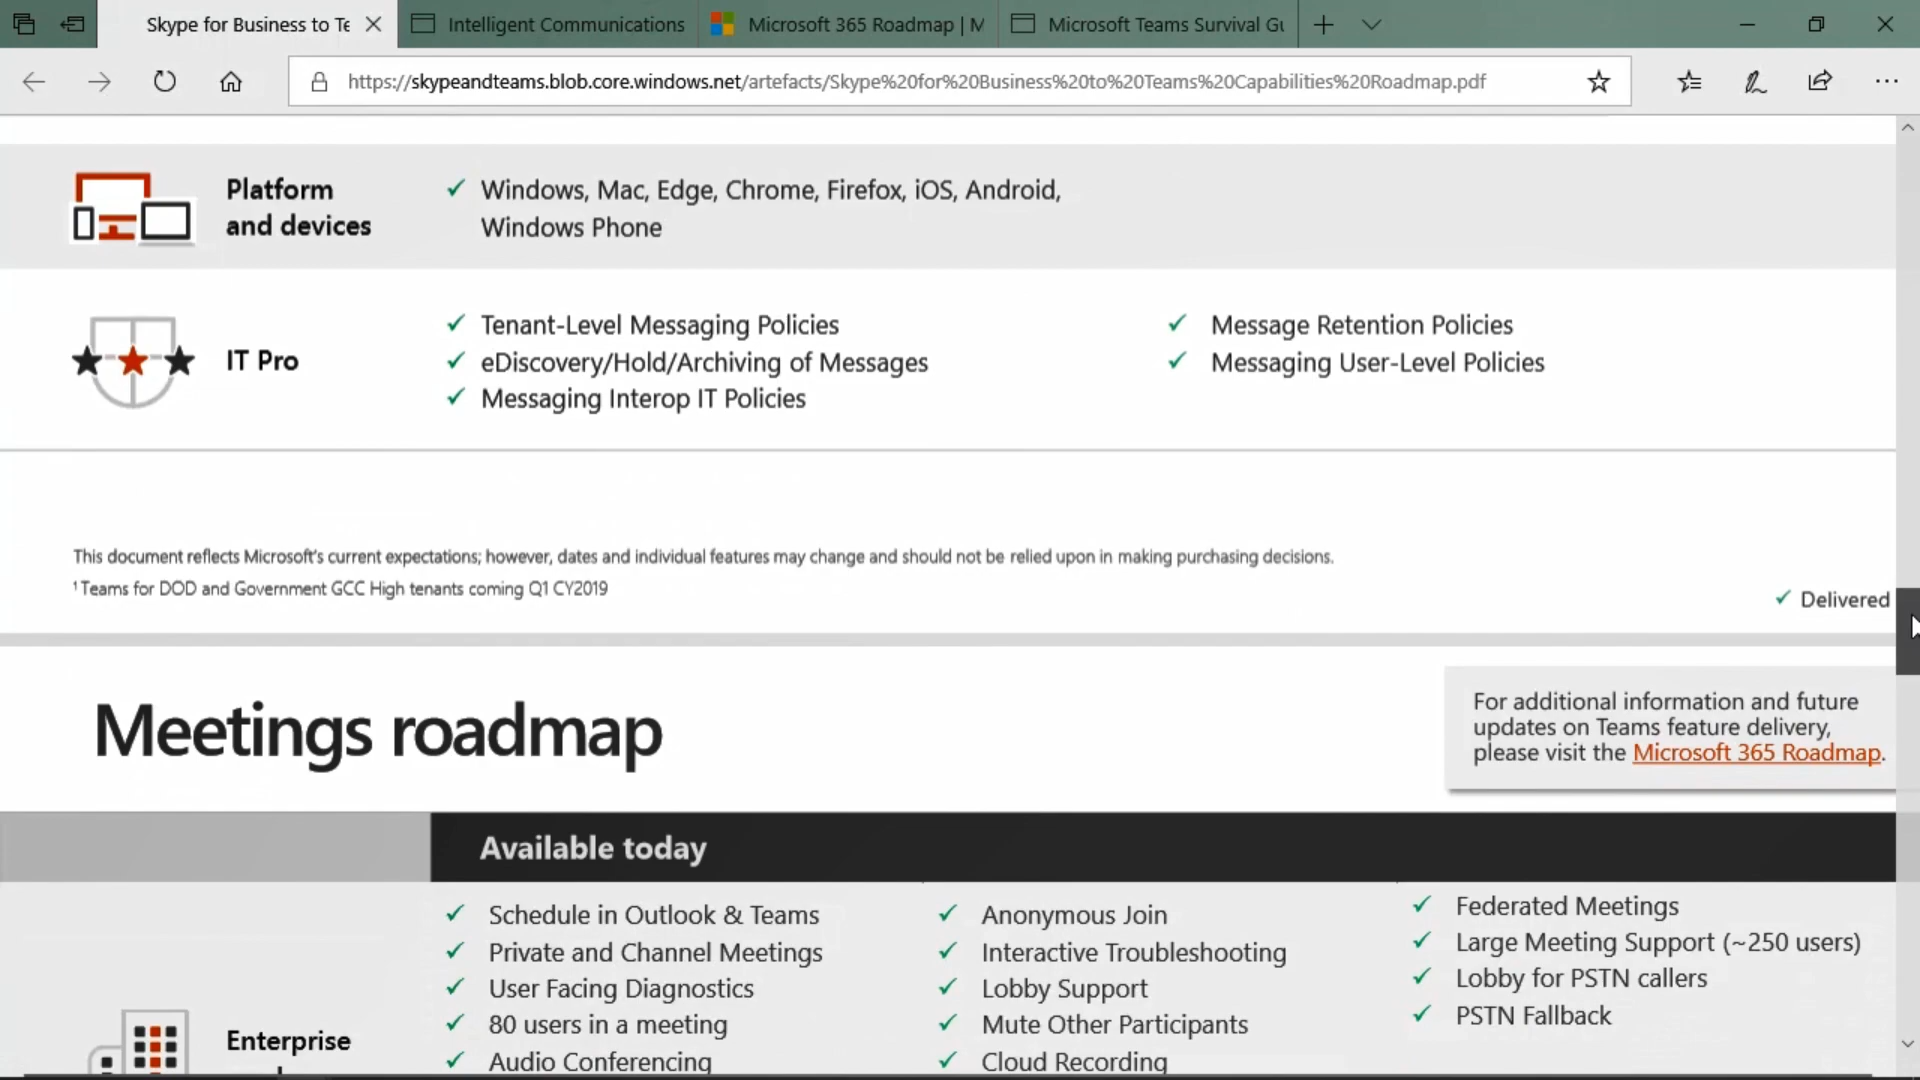 Skype for Business to Te
Intelligent Communications
Microsoft 365 Roadmap | M
Microsoft Teams Survival Gu
https://skypeandteams.blob.core.windows.net/artefacts/Skype%20for%20Business%20to%20Teams%20Capabilities%20Roadmap.pdf
Platform
and devices
✓ Windows, Mac, Edge, Chrome, Firefox, iOS, Android,
Windows Phone
IT Pro
✓ Tenant-Level Messaging Policies
✓ eDiscovery/Hold/Archiving of Messages
✓ Messaging Interop IT Policies
✓ Message Retention Policies
✓ Messaging User-Level Policies
This document reflects Microsoft's current expectations; however, dates and individual features may change and should not be relied upon in making purchasing decisions.
¹ Teams for DOD and Government GCC High tenants coming Q1 CY2019
✓ Delivered
Meetings roadmap
For additional information and future
updates on Teams feature delivery,
please visit the Microsoft 365 Roadmap.
Available today
Enterprise
✓ Schedule in Outlook & Teams
✓ Private and Channel Meetings
✓ User Facing Diagnostics
✓ 80 users in a meeting
✓ Audio Conferencing
✓ Anonymous Join
✓ Interactive Troubleshooting
✓ Lobby Support
✓ Mute Other Participants
✓ Cloud Recording
✓ Federated Meetings
✓ Large Meeting Support (~250 users)
✓ Lobby for PSTN callers
✓ PSTN Fallback